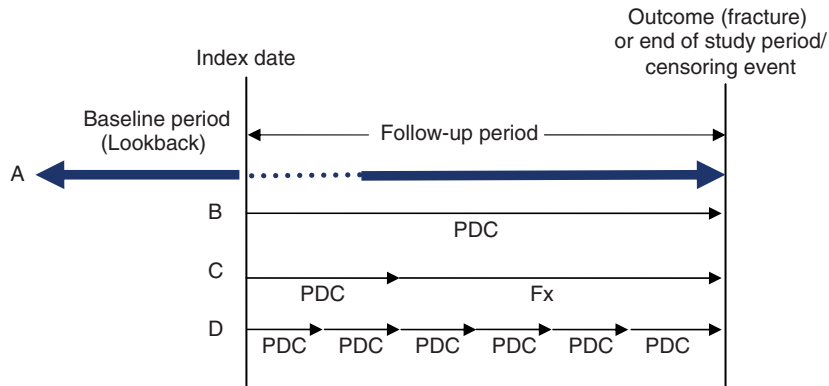 Outcome (fracture)
or end of study period/
censoring event
Index date
Baseline period
(Lookback)
Follow-up period
A
B
PDC
C
PDC
Fx
D
PDC PDC PDC PDC PDC PDC